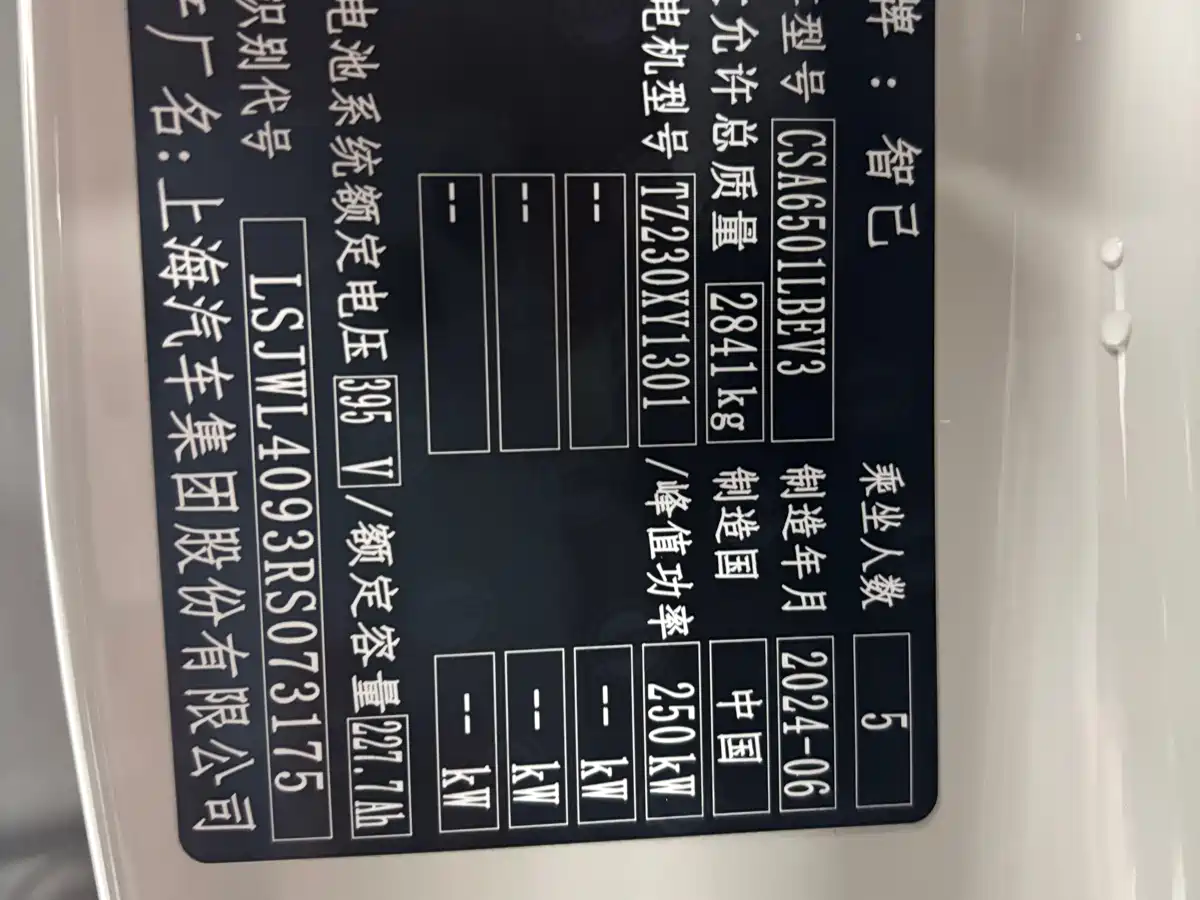 牌：智己 乘坐人数 5
型号 CSA6501LBEV3 制造年月 2024-06
允许总质量 2841kg 制造国 中国
电机型号 TZ230XY1301 /峰值功率 250kW
-- -- kW
-- -- kW
-- -- kW
电池系统额定电压 395 V /额定容量 227.7Ah
识别代号 LSJWL4093RS073175
厂名：上海汽车集团股份有限公司